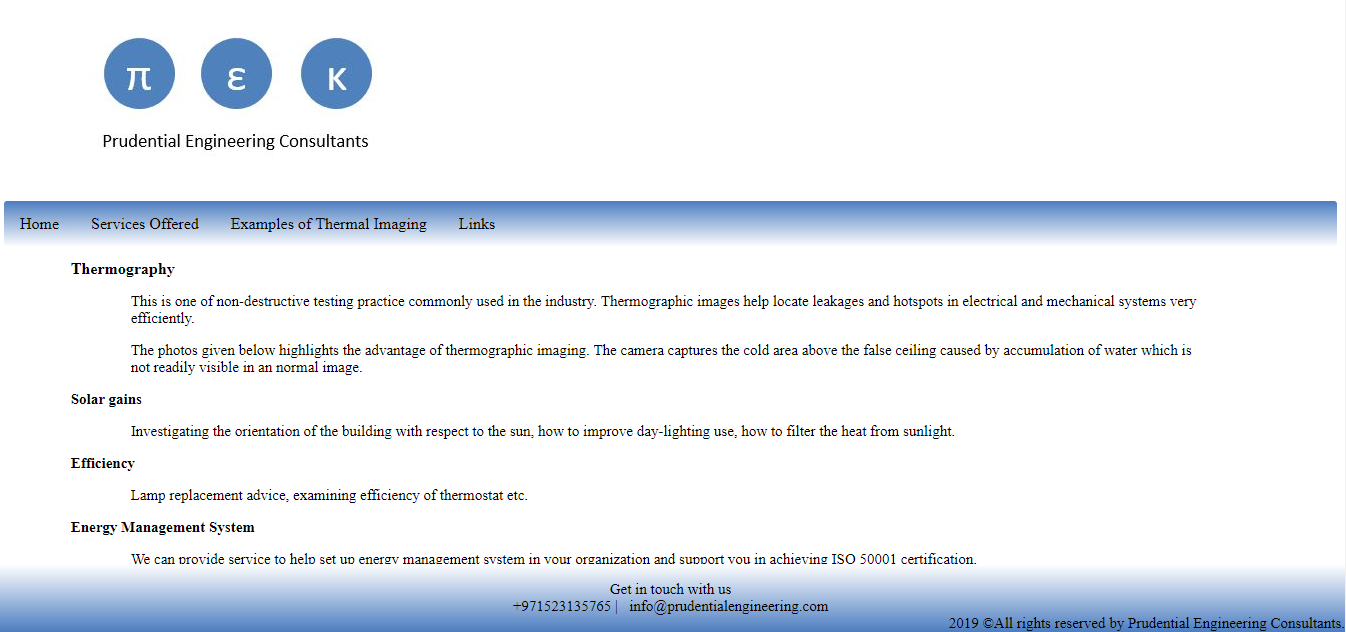 π ε κ
Prudential Engineering Consultants
Home Services Offered Examples of Thermal Imaging Links
Thermography
This is one of non-destructive testing practice commonly used in the industry. Thermographic images help locate leakages and hotspots in electrical and mechanical systems very
efficiently.
The photos given below highlights the advantage of thermographic imaging. The camera captures the cold area above the false ceiling caused by accumulation of water which is
not readily visible in an normal image.
Solar gains
Investigating the orientation of the building with respect to the sun, how to improve day-lighting use, how to filter the heat from sunlight.
Efficiency
Lamp replacement advice, examining efficiency of thermostat etc.
Energy Management System
We can provide service to help set up energy management system in your organization and support you in achieving ISO 50001 certification.
Get in touch with us
+971523135765 | info@prudentialengineering.com
2019 ©All rights reserved by Prudential Engineering Consultants.